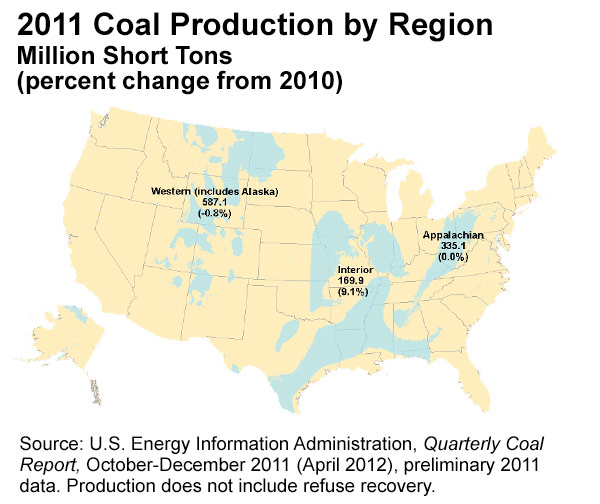 2011 Coal Production by Region
Million Short Tons
(percent change from 2010)
Western (includes Alaska)
587.1
(-0.8%)
Appalachian
335.1
(0.0%)
Interior
169.9
(9.1%)
Source: U.S. Energy Information Administration, Quarterly Coal
Report, October-December 2011 (April 2012), preliminary 2011
data. Production does not include refuse recovery.